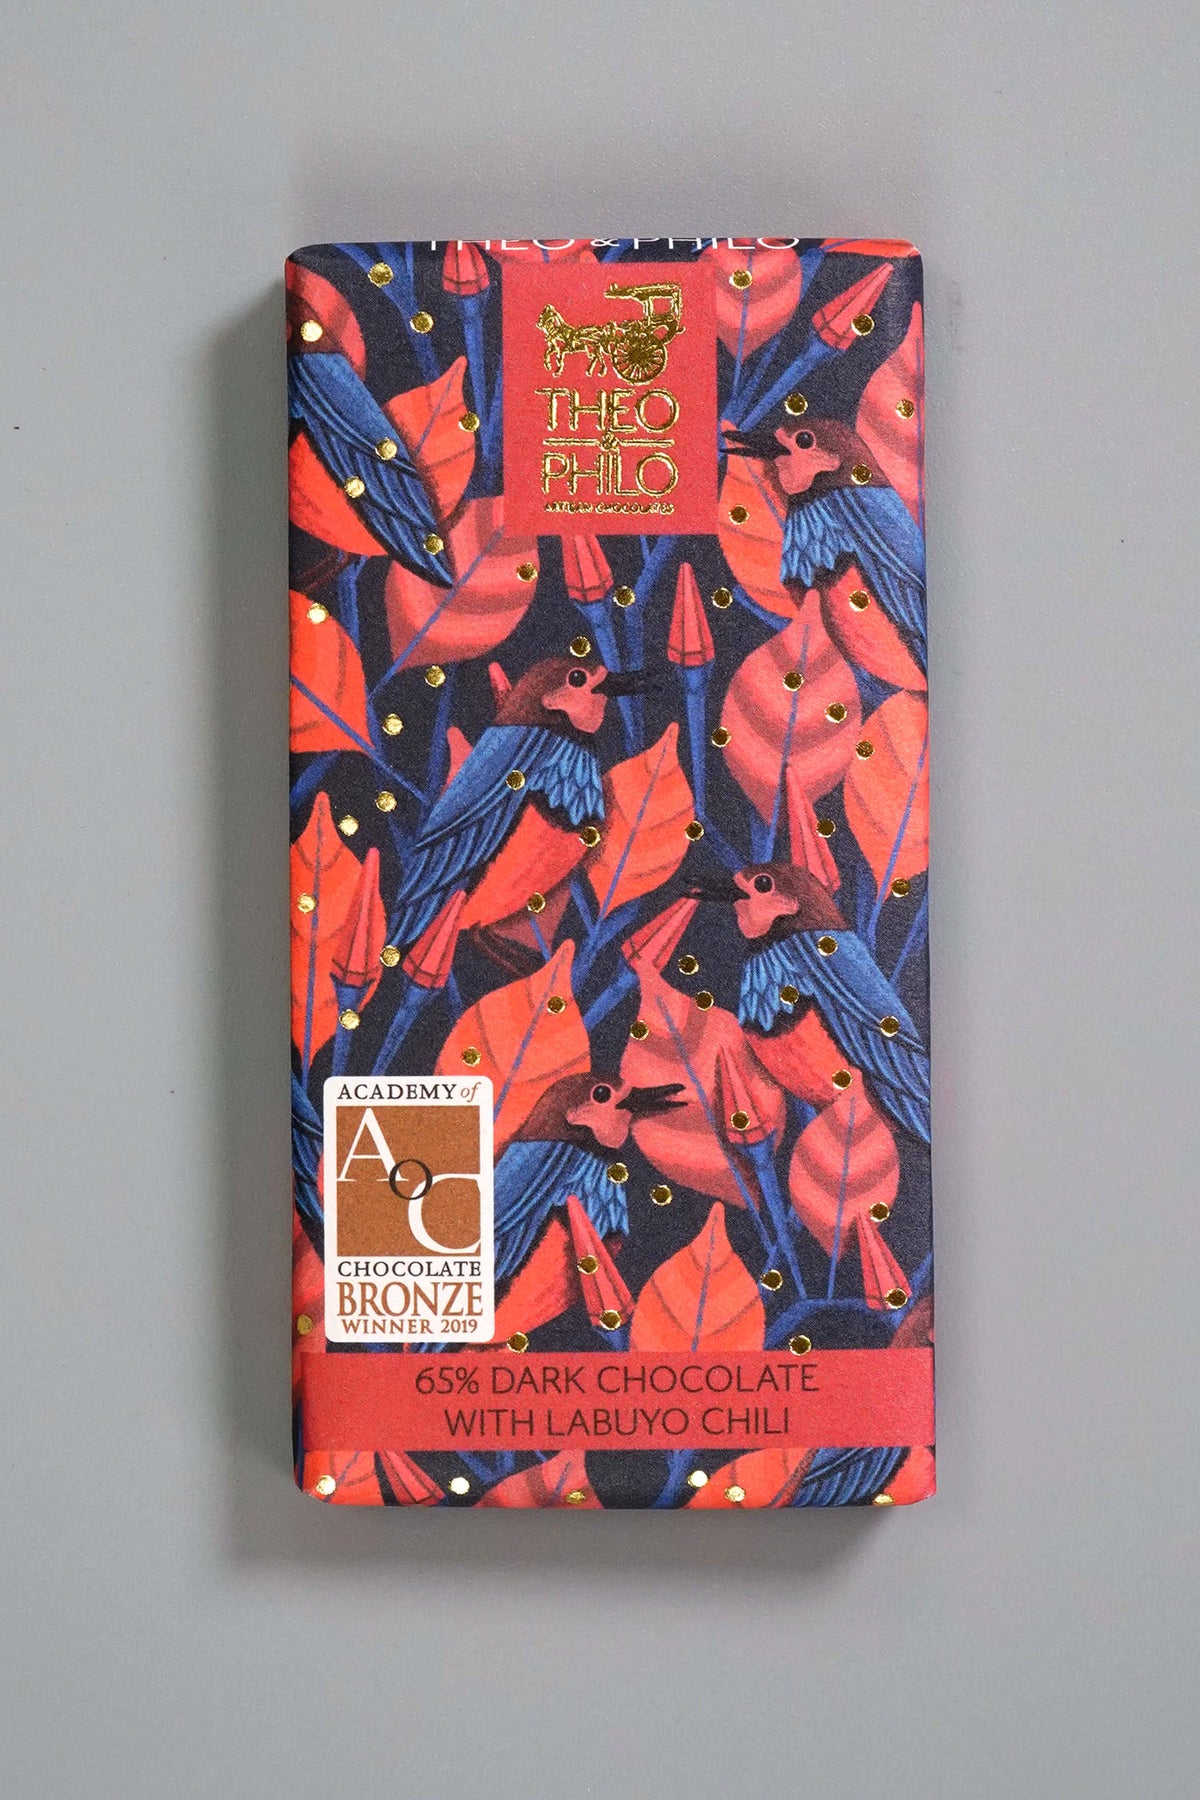 THEO & PHILO
THEO
&
PHILO
ARTISAN CHOCOLATES
ACADEMY of
AoC
CHOCOLATE
BRONZE
WINNER 2019
65% DARK CHOCOLATE
WITH LABUYO CHILI